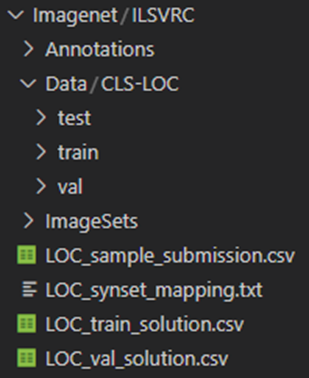 Imagenet/ILSVRC
Annotations
Data/CLS-LOC
test
train
val
ImageSets
LOC_sample_submission.csv
LOC_synset_mapping.txt
LOC_train_solution.csv
LOC_val_solution.csv